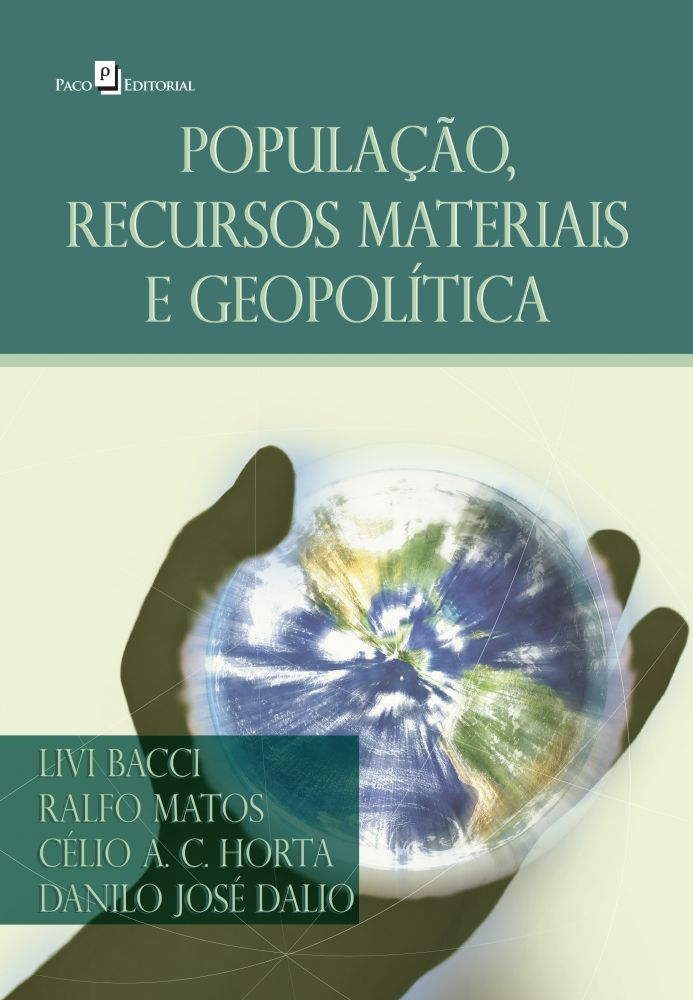 PACO ρ EDITORIAL
POPULAÇÃO,
RECURSOS MATERIAIS
E GEOPOLÍTICA
LIVI BACCI
RALFO MATOS
CÉLIO A. C. HORTA
DANILO JOSÉ DALIO